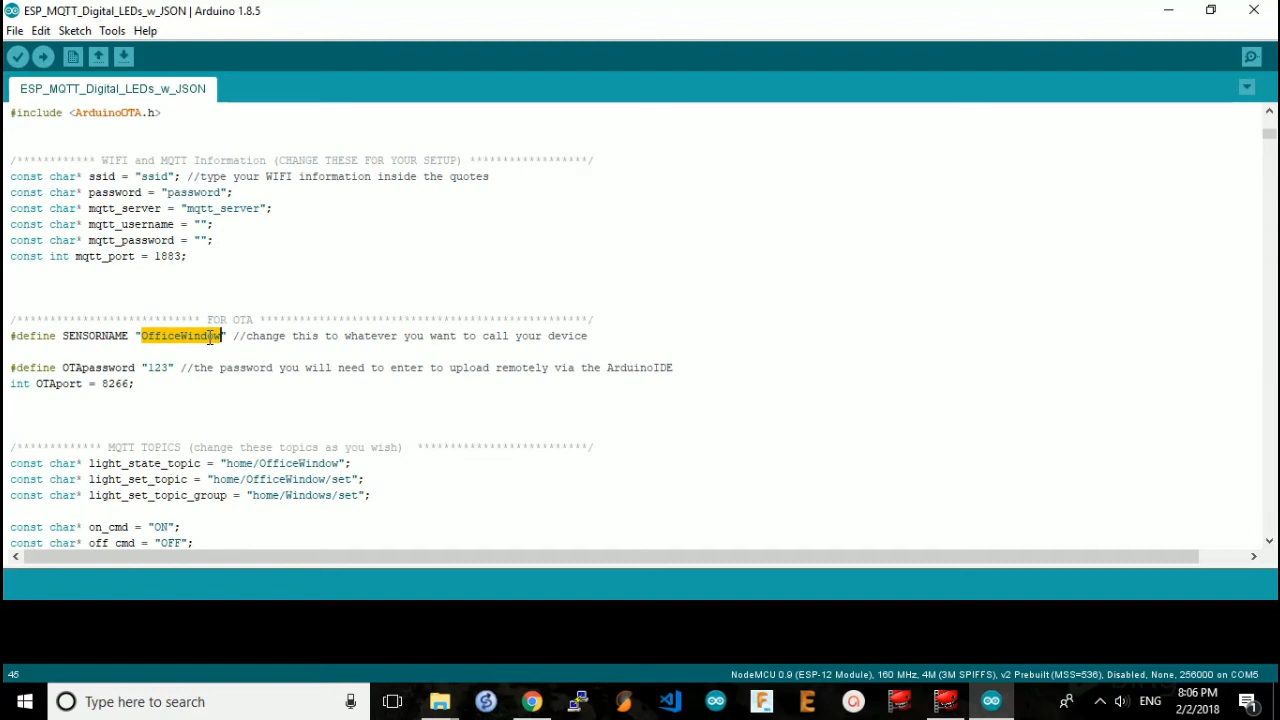 ESP_MQTT_Digital_LEDs_w_JSON | Arduino 1.8.5
File Edit Sketch Tools Help
ESP_MQTT_Digital_LEDs_w_JSON
#include <ArduinoOTA.h>
/************ WIFI and MQTT Information (CHANGE THESE FOR YOUR SETUP) ******************/
const char* ssid = "ssid"; //type your WIFI information inside the quotes
const char* password = "password";
const char* mqtt_server = "mqtt_server";
const char* mqtt_username = "";
const char* mqtt_password = "";
const int mqtt_port = 1883;
/**************************** FOR OTA **************************************************/
#define SENSORNAME "OfficeWindow" //change this to whatever you want to call your device
#define OTApassword "123" //the password you will need to enter to upload remotely via the ArduinoIDE
int OTAport = 8266;
/************* MQTT TOPICS (change these topics as you wish)  **************************/
const char* light_state_topic = "home/OfficeWindow";
const char* light_set_topic = "home/OfficeWindow/set";
const char* light_set_topic_group = "home/Windows/set";
const char* on_cmd = "ON";
const char* off_cmd = "OFF";
45 NodeMCU 0.9 (ESP-12 Module), 160 MHz, 4M (3M SPIFFS), v2 Prebuilt (MSS=536), Disabled, None, 256000 on COM5
Type here to search
ENG
8:06 PM
2/2/2018
1